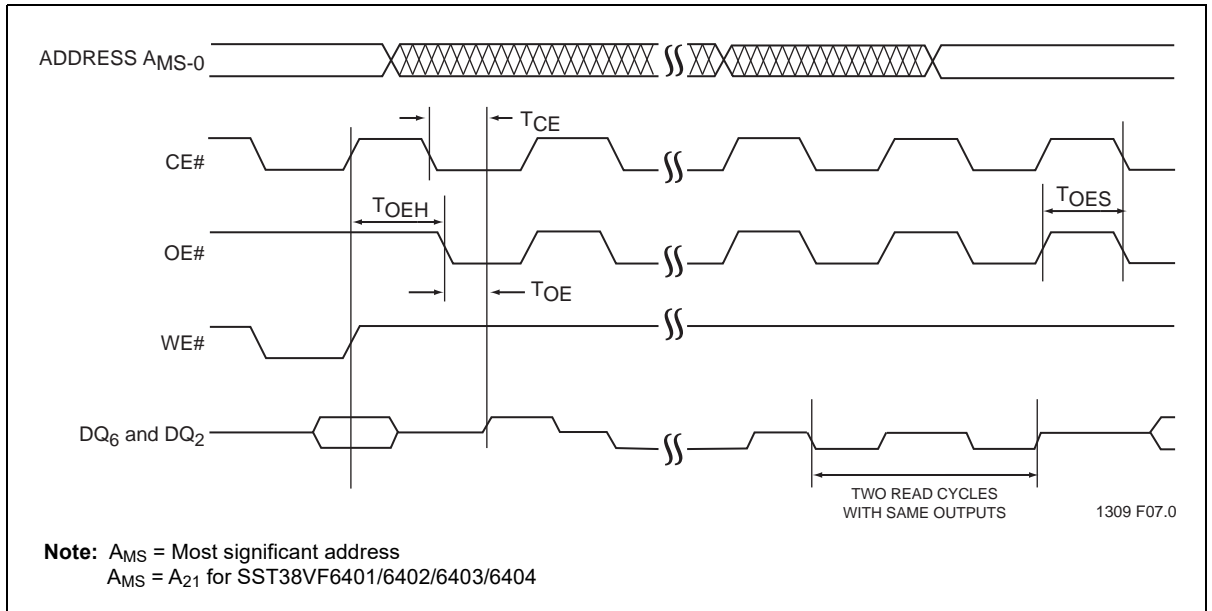 ADDRESS AMS-0
TCE
CE#
TOEH
TOES
OE#
TOE
WE#
DQ6 and DQ2
TWO READ CYCLES
WITH SAME OUTPUTS
1309 F07.0
Note: AMS = Most significant address
AMS = A21 for SST38VF6401/6402/6403/6404